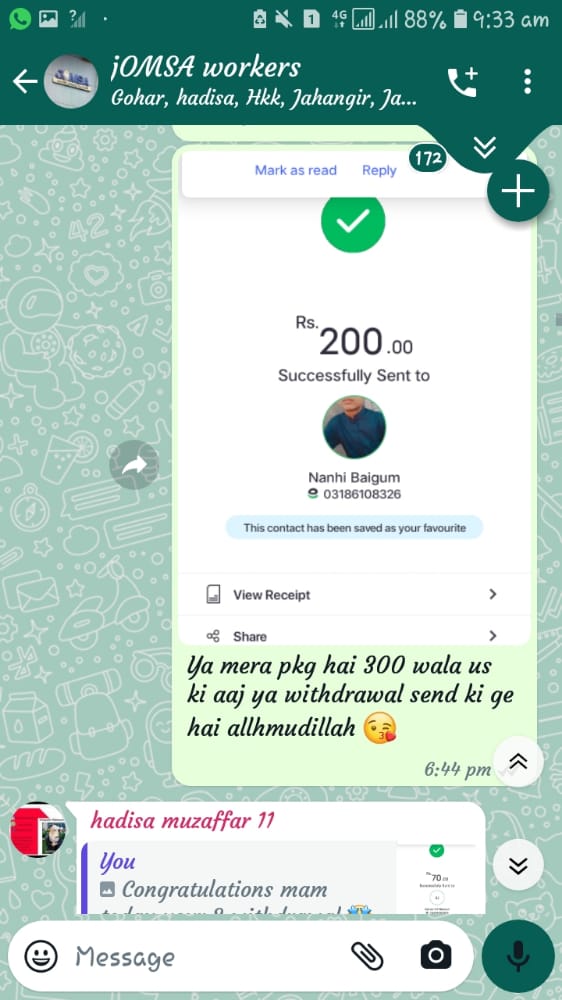 4G 88% 9:33 am
jOMSA workers
Gohar, hadisa, Hkk, Jahangir, Ja...
Mark as read Reply 172
Rs.
200.00
Successfully Sent to
Nanhi Baigum
03186108326
This contact has been saved as your favourite
View Receipt
Share
Ya mera pkg hai 300 wala us
ki aaj ya withdrawal send ki ge
hai allhmudillah 😘
6:44 pm
hadisa muzaffar 11
You
Congratulations mam
70
Message